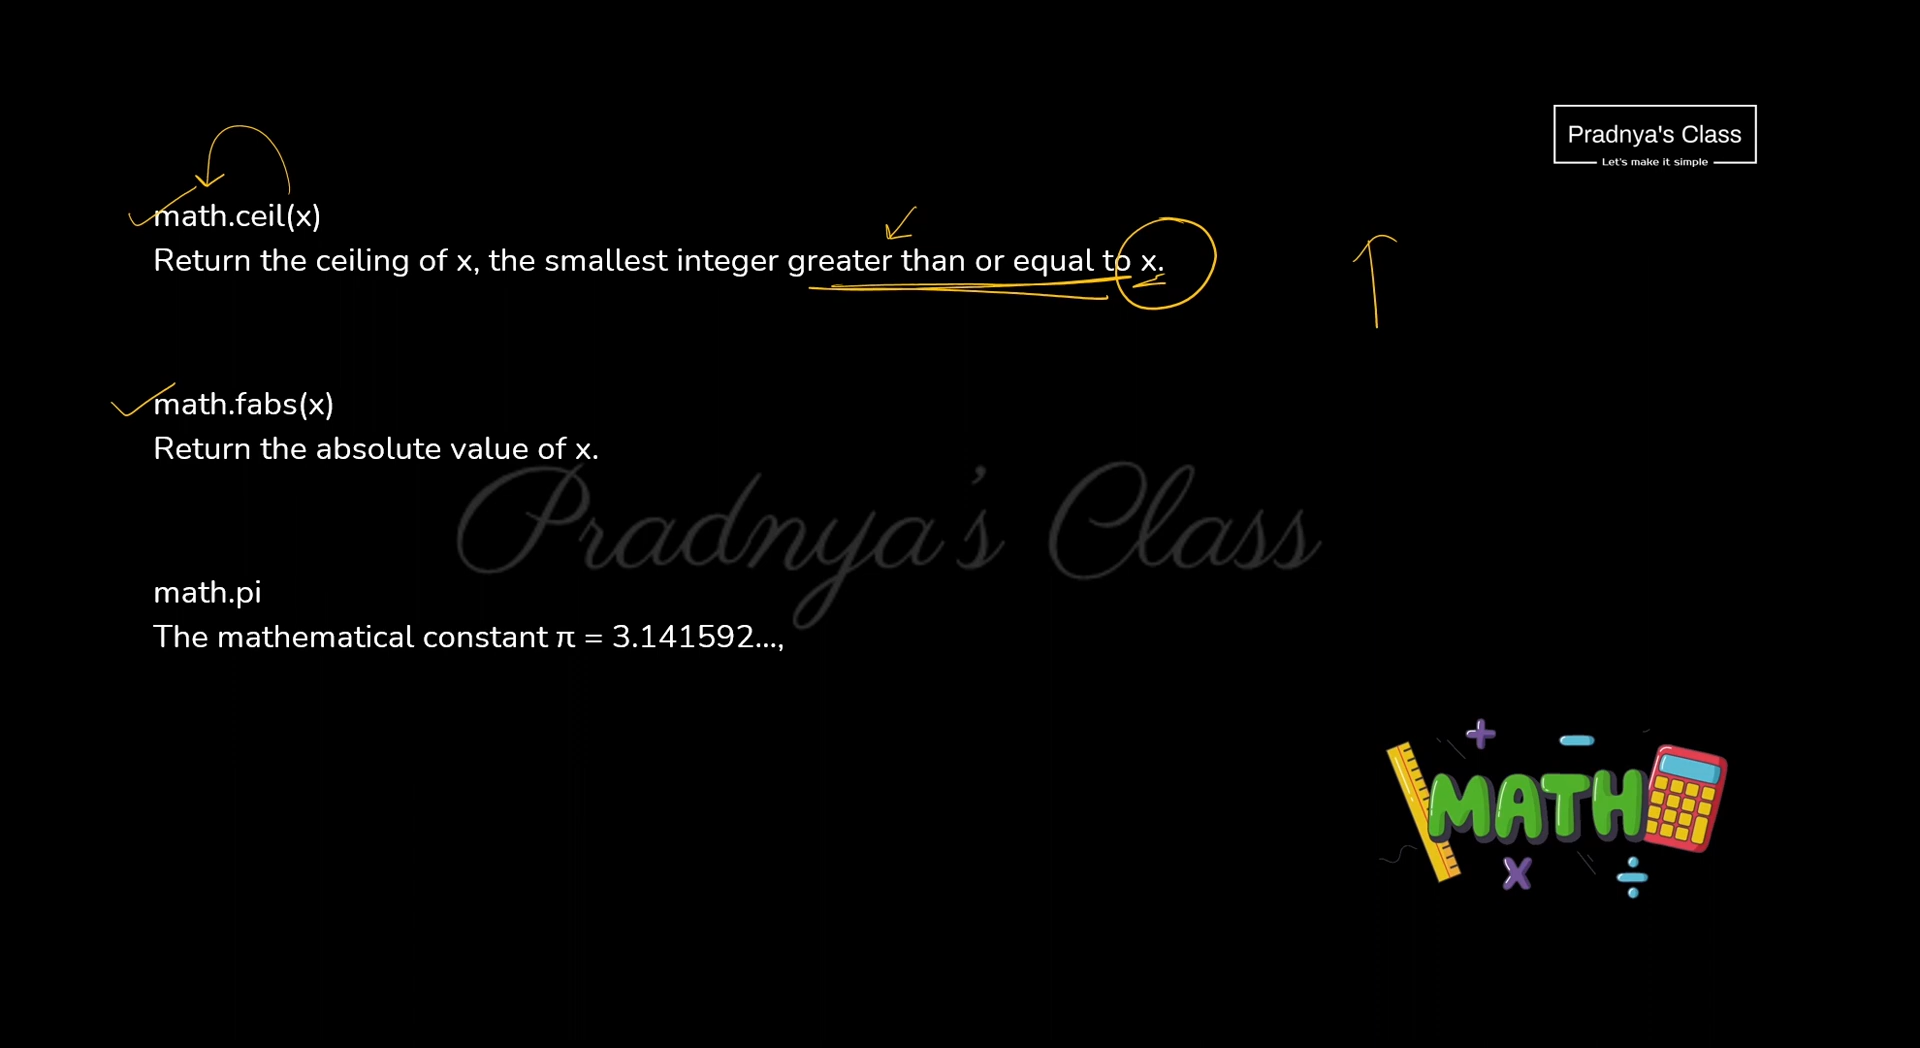 Pradnya's Class
Let's make it simple
math.ceil(x)
Return the ceiling of x, the smallest integer greater than or equal to x.
math.fabs(x)
Return the absolute value of x.
Pradnya's Class
math.pi
The mathematical constant π = 3.141592...,
+ -
MATH
x ÷